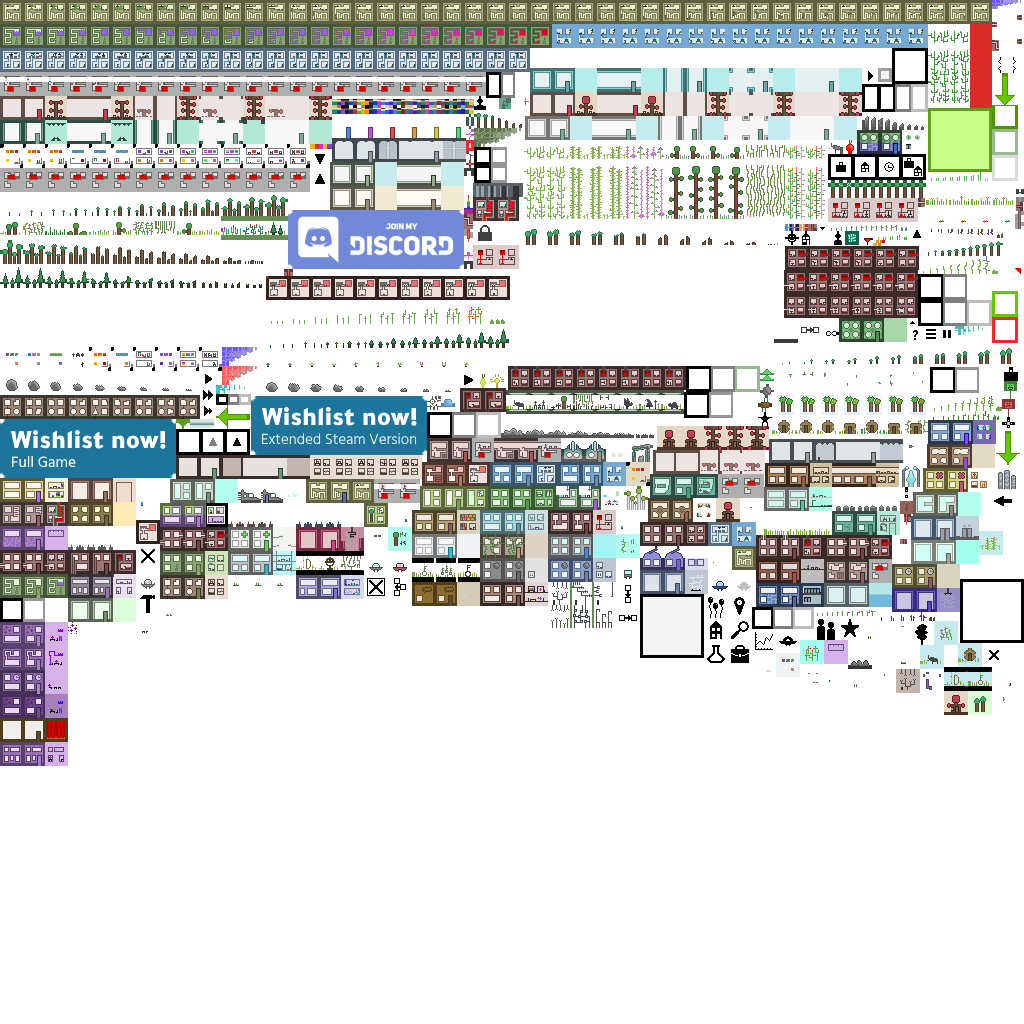 JOIN MY
DISCORD
Wishlist now!
Extended Steam Version
Wishlist now!
Full Game
?